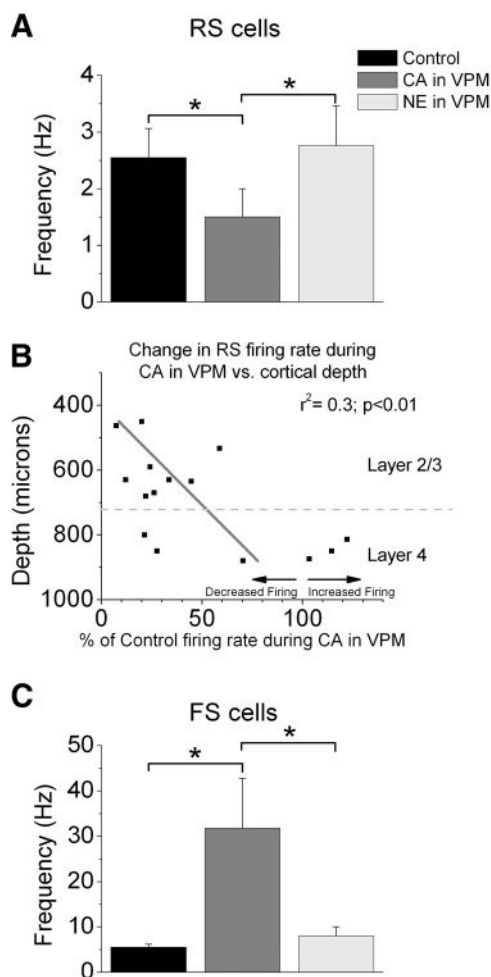 A
RS cells
Control
CA in VPM
NE in VPM
*
*
Frequency (Hz)
4
3
2
1
0
B
Change in RS firing rate during
CA in VPM vs. cortical depth
r²= 0.3; p<0.01
Depth (microns)
400
600
800
1000
Layer 2/3
Layer 4
Decreased Firing
Increased Firing
0
50
100
% of Control firing rate during CA in VPM
C
FS cells
*
*
Frequency (Hz)
50
40
30
20
10
0